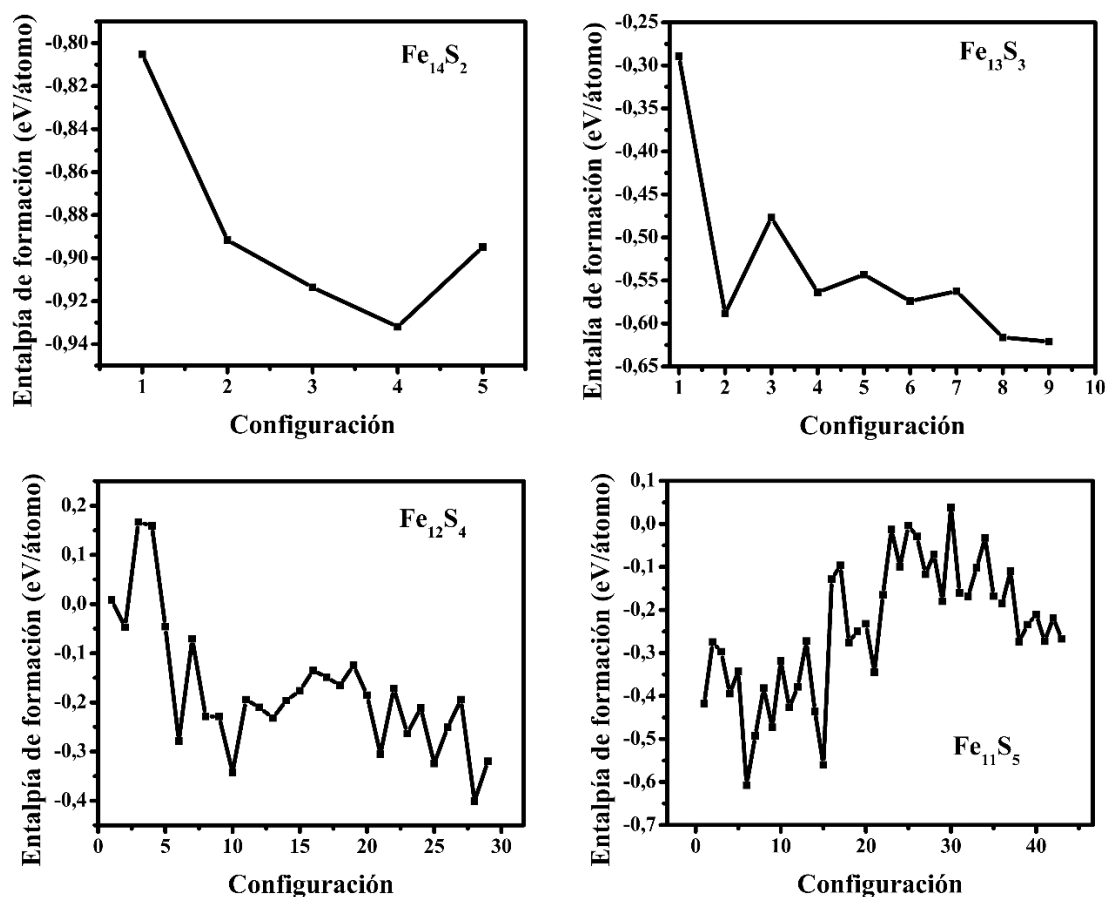 Fe₁₄S₂
Entalpía de formación (eV/átomo)
-0,80
-0,82
-0,84
-0,86
-0,88
-0,90
-0,92
-0,94
1 2 3 4 5
Configuración
Fe₁₃S₃
Entalía de formación (eV/átomo)
-0,25
-0,30
-0,35
-0,40
-0,45
-0,50
-0,55
-0,60
-0,65
1 2 3 4 5 6 7 8 9 10
Configuración
Fe₁₂S₄
Entalpía de formación (eV/átomo)
0,2
0,1
0,0
-0,1
-0,2
-0,3
-0,4
0 5 10 15 20 25 30
Configuración
Fe₁₁S₅
Entalpía de formación (eV/átomo)
0,1
0,0
-0,1
-0,2
-0,3
-0,4
-0,5
-0,6
-0,7
0 10 20 30 40
Configuración